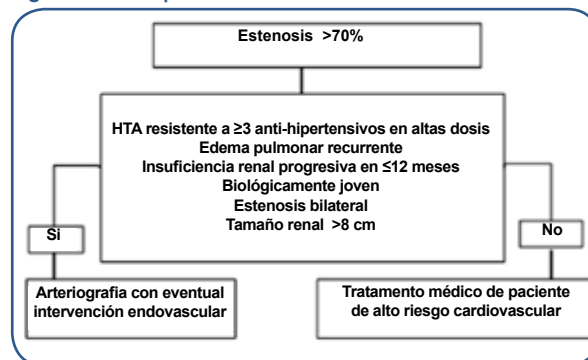 Estenosis >70%
HTA resistente a ≥3 anti-hipertensivos en altas dosis
Edema pulmonar recurrente
Insuficiencia renal progresiva en ≤12 meses
Biológicamente joven
Estenosis bilateral
Tamaño renal >8 cm
Si
No
Arteriografia con eventual
intervención endovascular
Tratamento médico de paciente
de alto riesgo cardiovascular